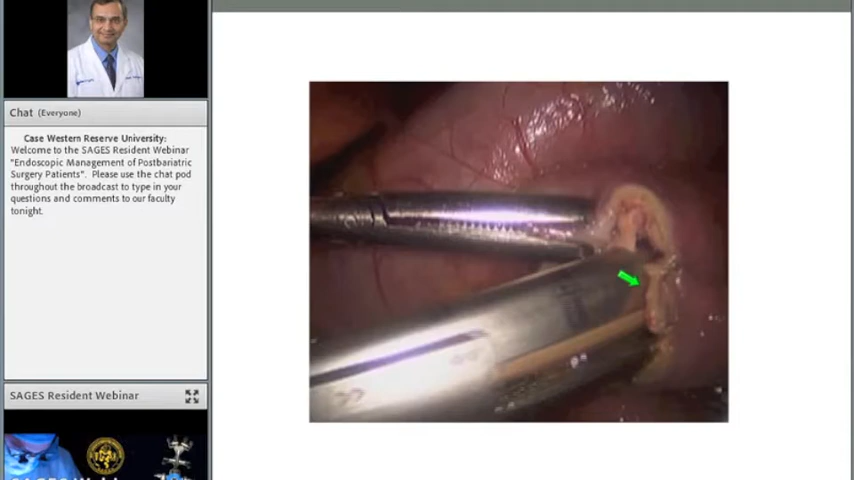 Chat (Everyone)
Case Western Reserve University:
Welcome to the SAGES Resident Webinar
"Endoscopic Management of Postbariatric
Surgery Patients". Please use the chat pod
throughout the broadcast to type in your
questions and comments to our faculty
tonight.
SAGES Resident Webinar